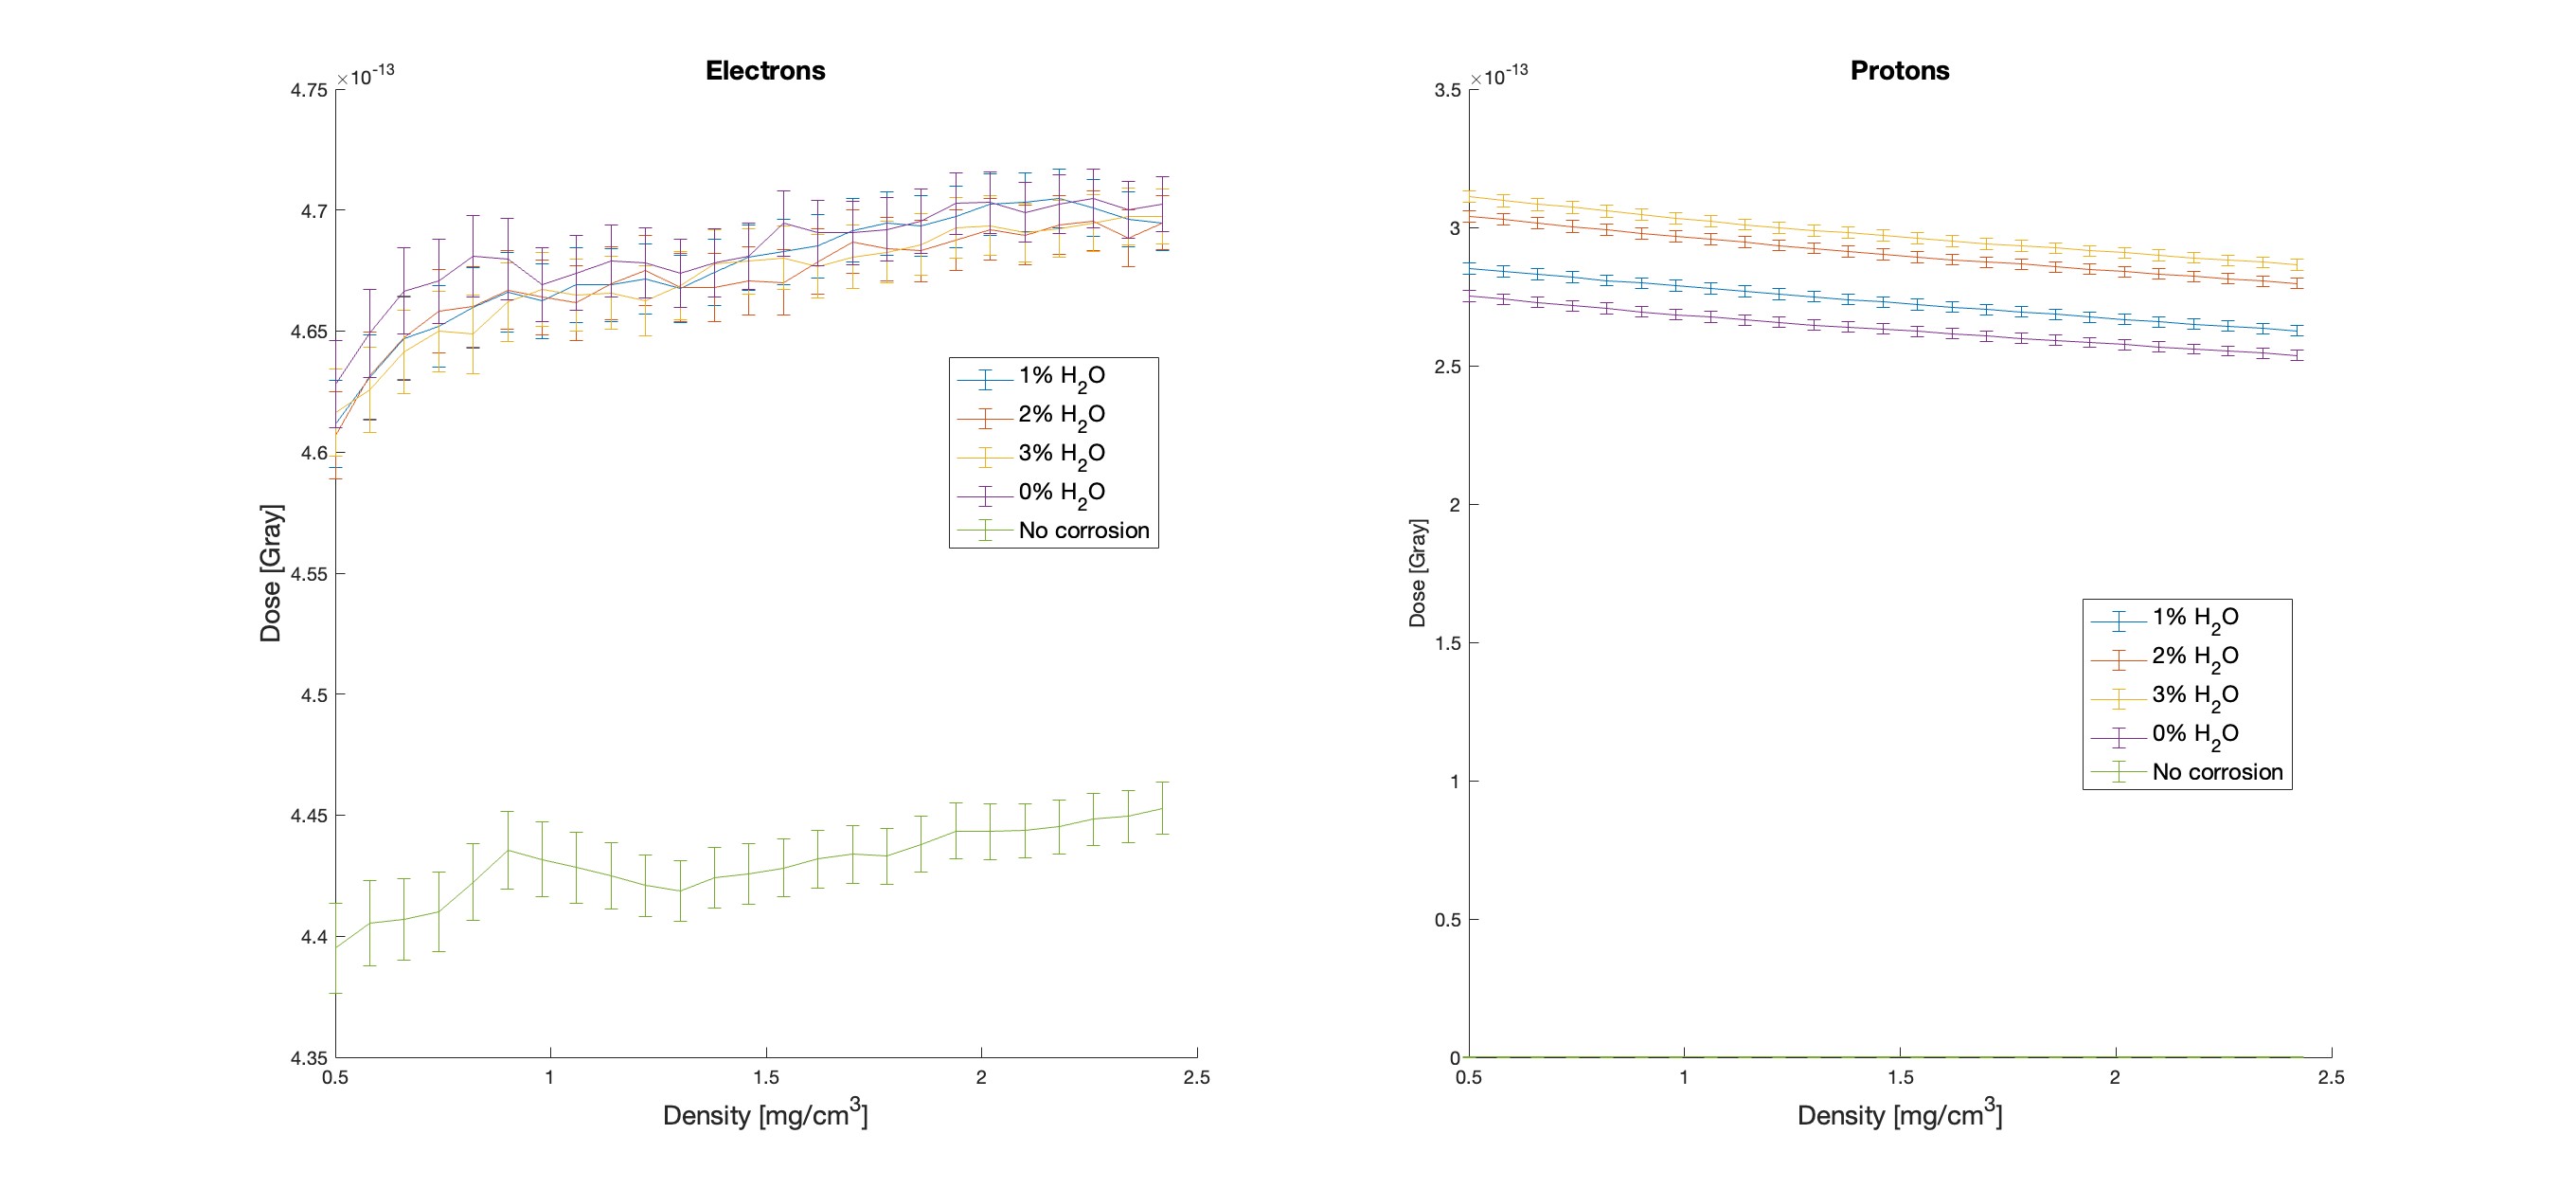 Electrons
×10-13
4.75
4.7
4.65
4.6
4.55
4.5
4.45
4.4
4.35
0.5 1 1.5 2 2.5
Dose [Gray]
Density [mg/cm3]
1% H2O
2% H2O
3% H2O
0% H2O
No corrosion
Protons
×10-13
3.5
3
2.5
2
1.5
1
0.5
0
0.5 1 1.5 2 2.5
Dose [Gray]
Density [mg/cm3]
1% H2O
2% H2O
3% H2O
0% H2O
No corrosion